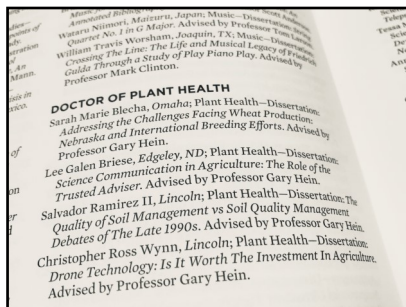 Annotated Bibliography
Wataru Niimori, Maizuru, Japan; Music—Dissertation:
Quartet No. 1 in G Major. Advised by Professor Tom Larson.
William Travis Worsham, Joaquin, TX; Music—Dissertation:
Crossing The Line: The Life and Musical Legacy of Friedrich
Gulda Through a Study of Play Piano Play. Advised by
Professor Mark Clinton.
DOCTOR OF PLANT HEALTH
Sarah Marie Blecha, Omaha; Plant Health—Dissertation:
Addressing the Challenges Facing Wheat Production:
Nebraska and International Breeding Efforts. Advised by
Professor Gary Hein.
Lee Galen Briese, Edgeley, ND; Plant Health—Dissertation:
Science Communication in Agriculture: The Role of the
Trusted Adviser. Advised by Professor Gary Hein.
Salvador Ramirez II, Lincoln; Plant Health—Dissertation: The
Quality of Soil Management vs Soil Quality Management
Debates of The Late 1990s. Advised by Professor Gary Hein.
Christopher Ross Wynn, Lincoln; Plant Health—Dissertation:
Drone Technology: Is It Worth The Investment In Agriculture.
Advised by Professor Gary Hein.